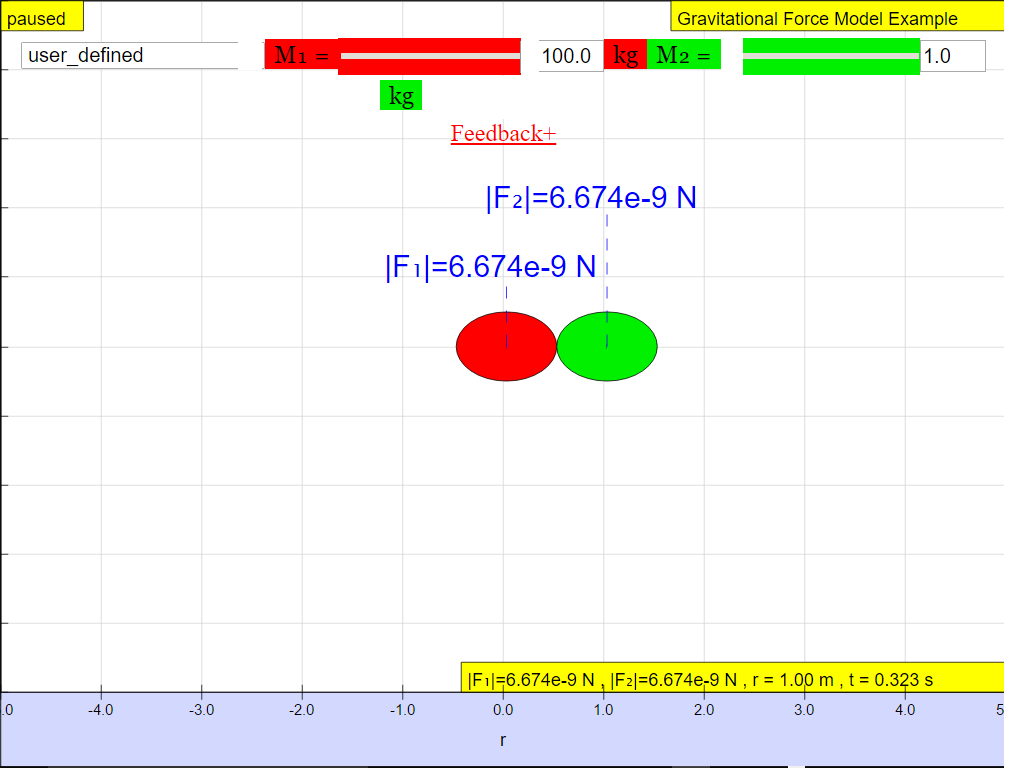 paused
Gravitational Force Model Example
user_defined
M₁ =
100.0
kg
M₂ =
1.0
kg
Feedback+
|F₂|=6.674e-9 N
|F₁|=6.674e-9 N
|F₁|=6.674e-9 N , |F₂|=6.674e-9 N , r = 1.00 m , t = 0.323 s
.0 -4.0 -3.0 -2.0 -1.0 0.0 1.0 2.0 3.0 4.0 5
r